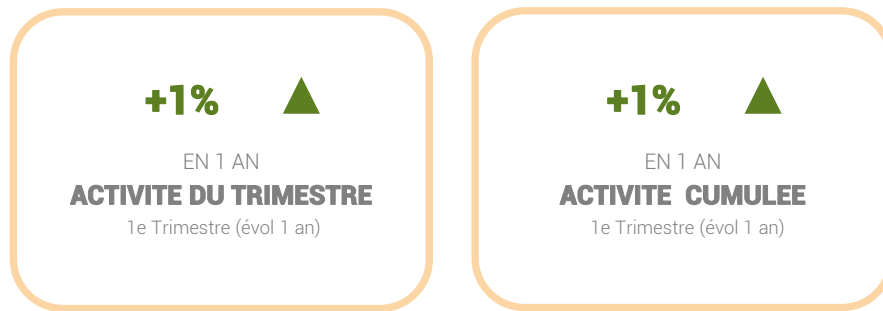 +1%
EN 1 AN
ACTIVITE DU TRIMESTRE
1e Trimestre (évol 1 an)
+1%
EN 1 AN
ACTIVITE  CUMULEE
1e Trimestre (évol 1 an)